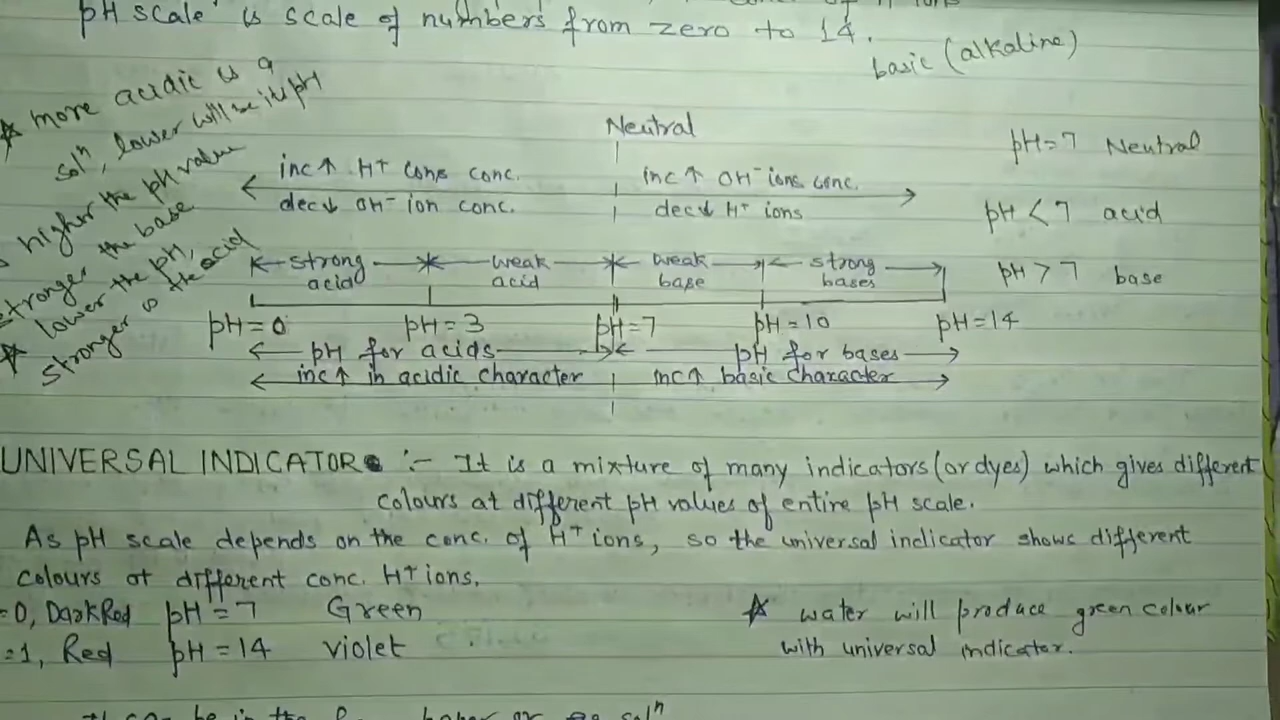 pH scale is scale of numbers from zero to 14.
basic (alkaline)
☆ more acidic is a
solⁿ, lower will be its pH
higher the pH value
stronger the base
☆ lower the pH,
stronger is the acid
Neutral
inc↑ H⁺ conc.
dec↓ OH⁻ ion conc.
inc↑ OH⁻ ions conc.
dec↓ H⁺ ions
pH=7 Neutral
pH < 7 acid
pH > 7 base
strong acid
weak acid
weak base
strong bases
pH=0 pH=3 pH=7 pH=10 pH=14
pH for acids pH for bases
inc↑ in acidic character inc↑ basic character
UNIVERSAL INDICATOR :- It is a mixture of many indicators (or dyes) which gives different
colours at different pH values of entire pH scale.
As pH scale depends on the conc. of H⁺ ions, so the universal indicator shows different
colours at different conc. H⁺ ions.
=0, Dark Red pH=7 Green
=1, Red pH=14 violet
☆ water will produce green colour
with universal indicator.